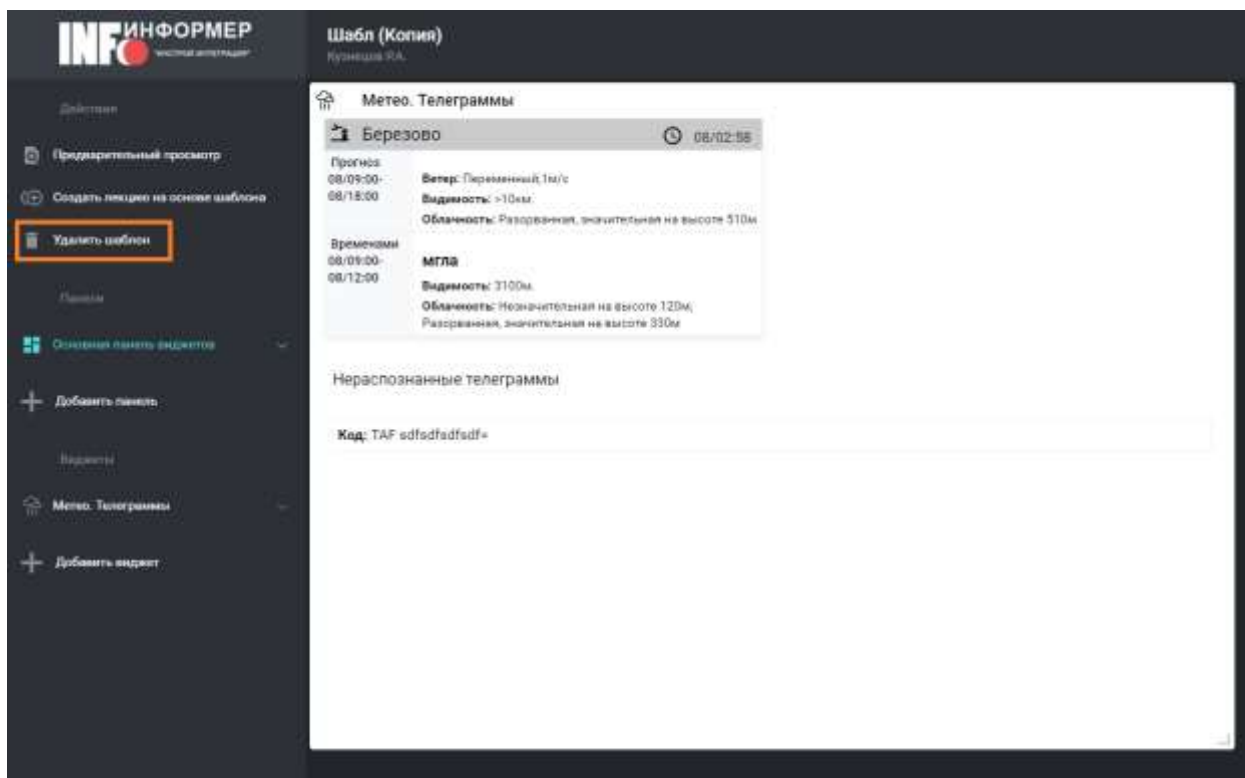 INFO ИНФОРМЕР
Шабл (Копия)
Кузнецов Р.А.
Действия
Предварительный просмотр
Создать лекцию на основе шаблона
Удалить шаблон
Панели
Основная панель виджетов
Добавить панель
Виджеты
Метео. Телеграммы
Добавить виджет
Метео. Телеграммы
Березово 08/02:58
Прогноз
08/09:00-
08/18:00
Ветер: Переменный,1м/с
Видимость: >10км.
Облачность: Разорванная, значительная на высоте 510м
Временами
08/09:00-
08/12:00
мгла
Видимость: 3100м.
Облачность: Незначительная на высоте 120м,
Разорванная, значительная на высоте 330м
Нераспознанные телеграммы
Код: TAF sdfsdfsdfsdf=